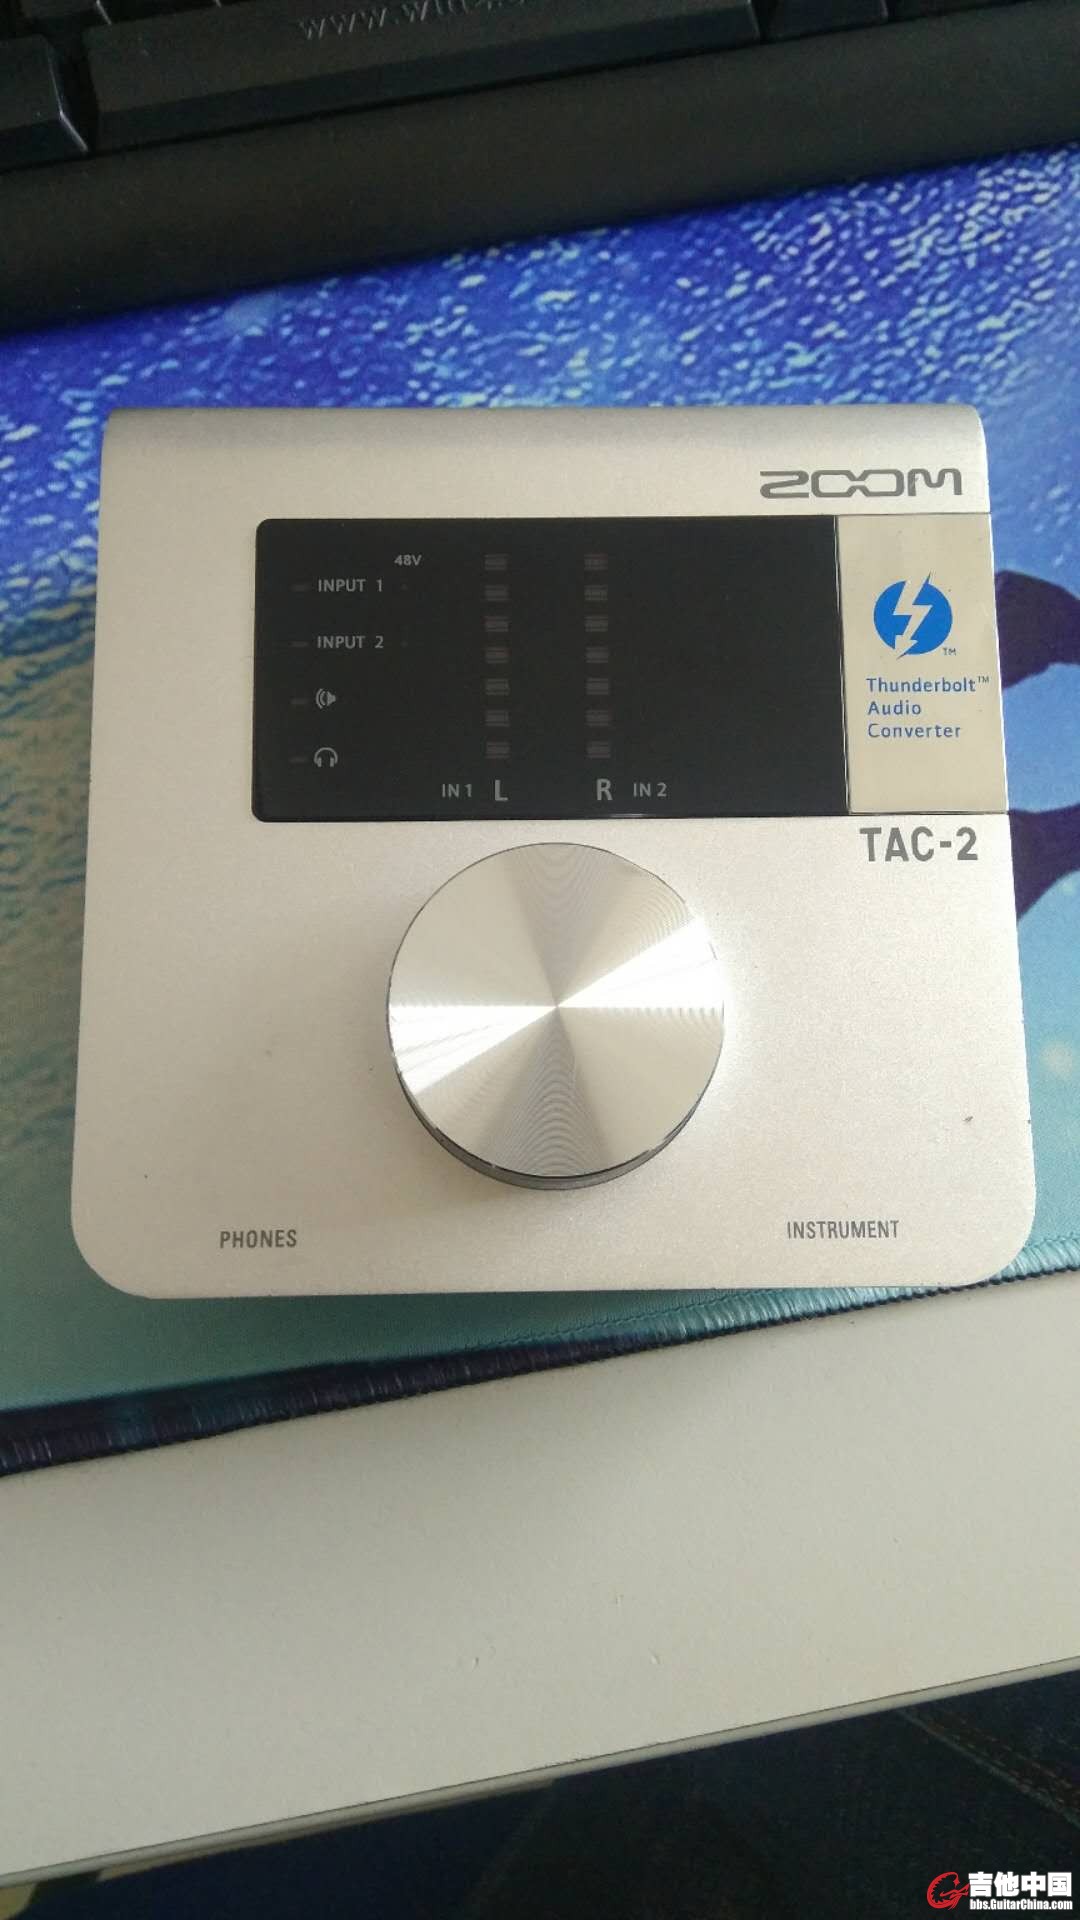 ZOOM
48V
INPUT 1
INPUT 2
IN 1 L R IN 2
TM
Thunderbolt™
Audio
Converter
TAC-2
PHONES
INSTRUMENT
吉他中国
bbs.GuitarChina.com